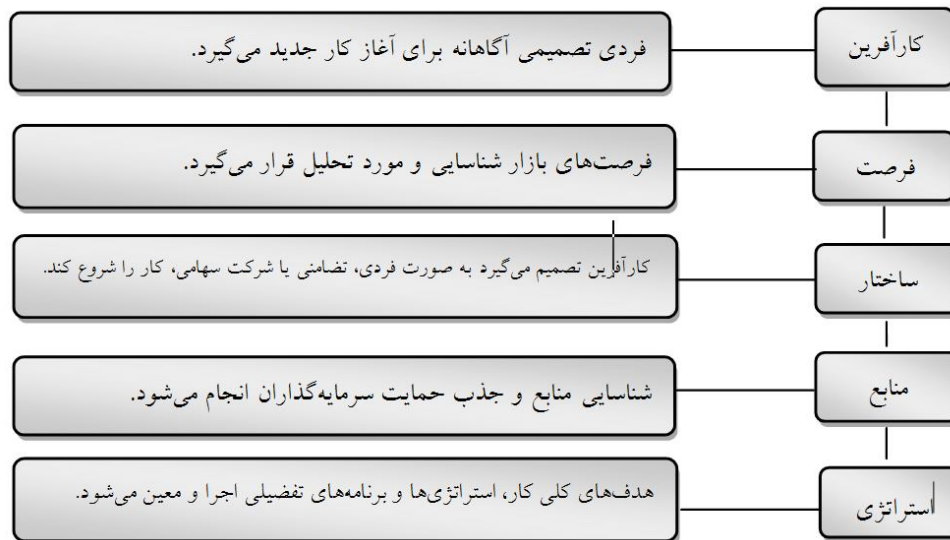 کارآفرین
فردی تصمیمی آگاهانه برای آغاز کار جدید می‌گیرد.
فرصت
فرصت‌های بازار شناسایی و مورد تحلیل قرار می‌گیرد.
ساختار
کارآفرین تصمیم می‌گیرد به صورت فردی، تضامنی یا شرکت سهامی، کار را شروع کند.
منابع
شناسایی منابع و جذب حمایت سرمایه‌گذاران انجام می‌شود.
استراتژی
هدف‌های کلی کار، استراتژی‌ها و برنامه‌های تفضیلی اجرا و معین می‌شود.